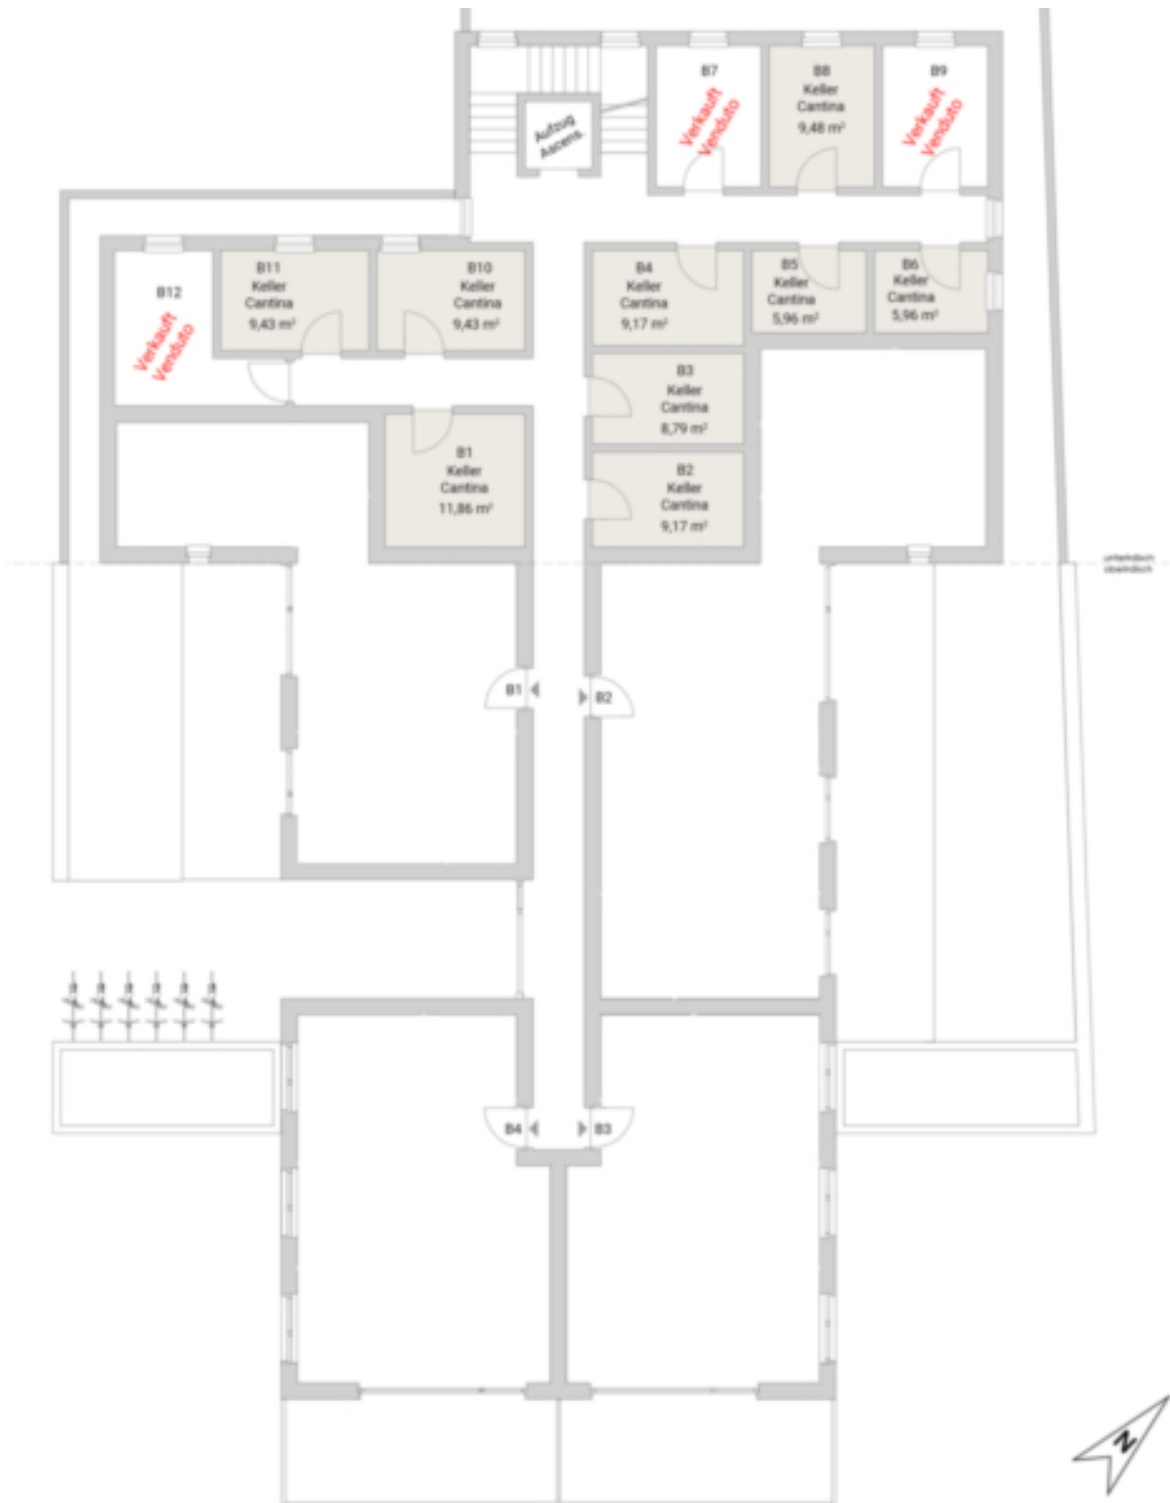 B7
Verkauft
Venduto
B8
Keller
Cantina
9,48 m²
B9
Verkauft
Venduto
Aufzug
Ascens.
B12
Verkauft
Venduto
B11
Keller
Cantina
9,43 m²
B10
Keller
Cantina
9,43 m²
B4
Keller
Cantina
9,17 m²
B5
Keller
Cantina
5,96 m²
B6
Keller
Cantina
5,96 m²
B3
Keller
Cantina
8,79 m²
B1
Keller
Cantina
11,86 m²
B2
Keller
Cantina
9,17 m²
unterirdisch
oberirdisch
B1
B2
B4
B3
N